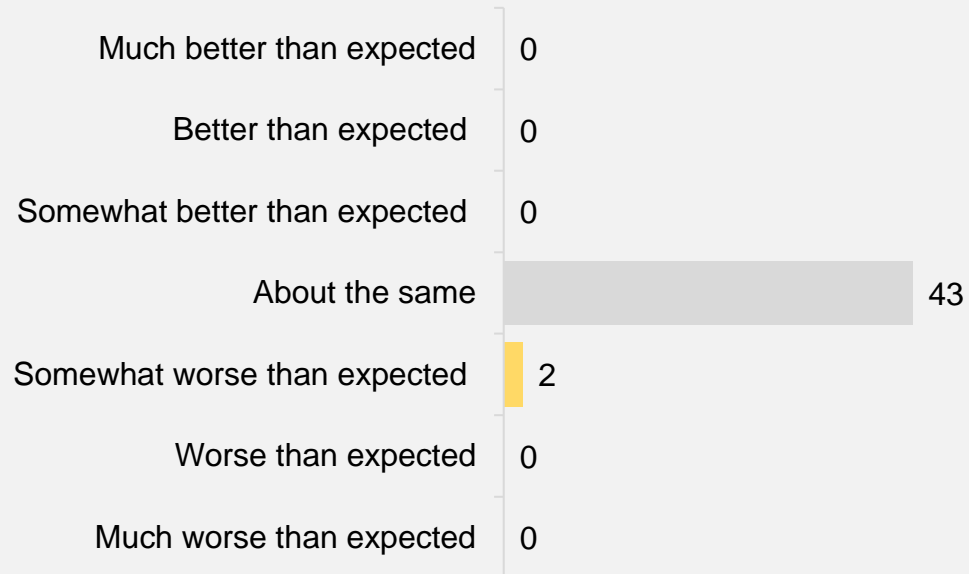 Much better than expected 0
Better than expected 0
Somewhat better than expected 0
About the same 43
Somewhat worse than expected 2
Worse than expected 0
Much worse than expected 0